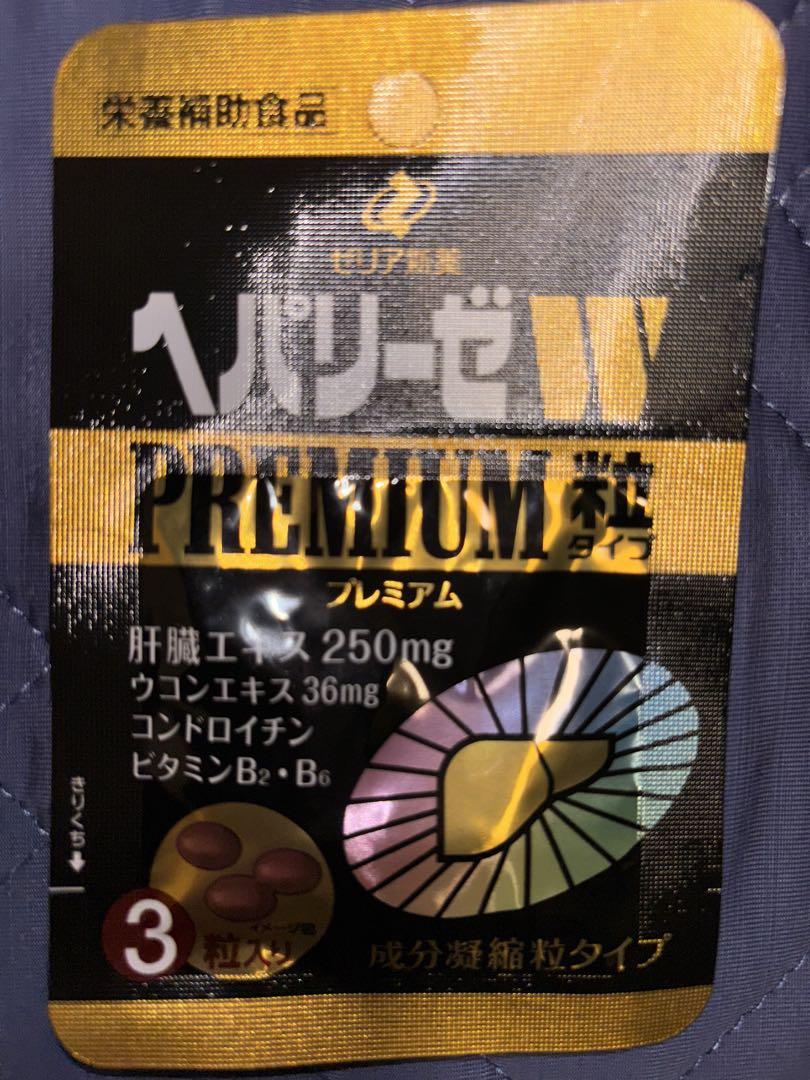 栄養補助食品
ゼリア新薬
ヘパリーゼW
PREMIUM 粒
タイプ
プレミアム
肝臓エキス 250mg
ウコンエキス 36mg
コンドロイチン
ビタミンB2・B6
きりくち↓
イメージ図
3粒入り
成分凝縮粒タイプ